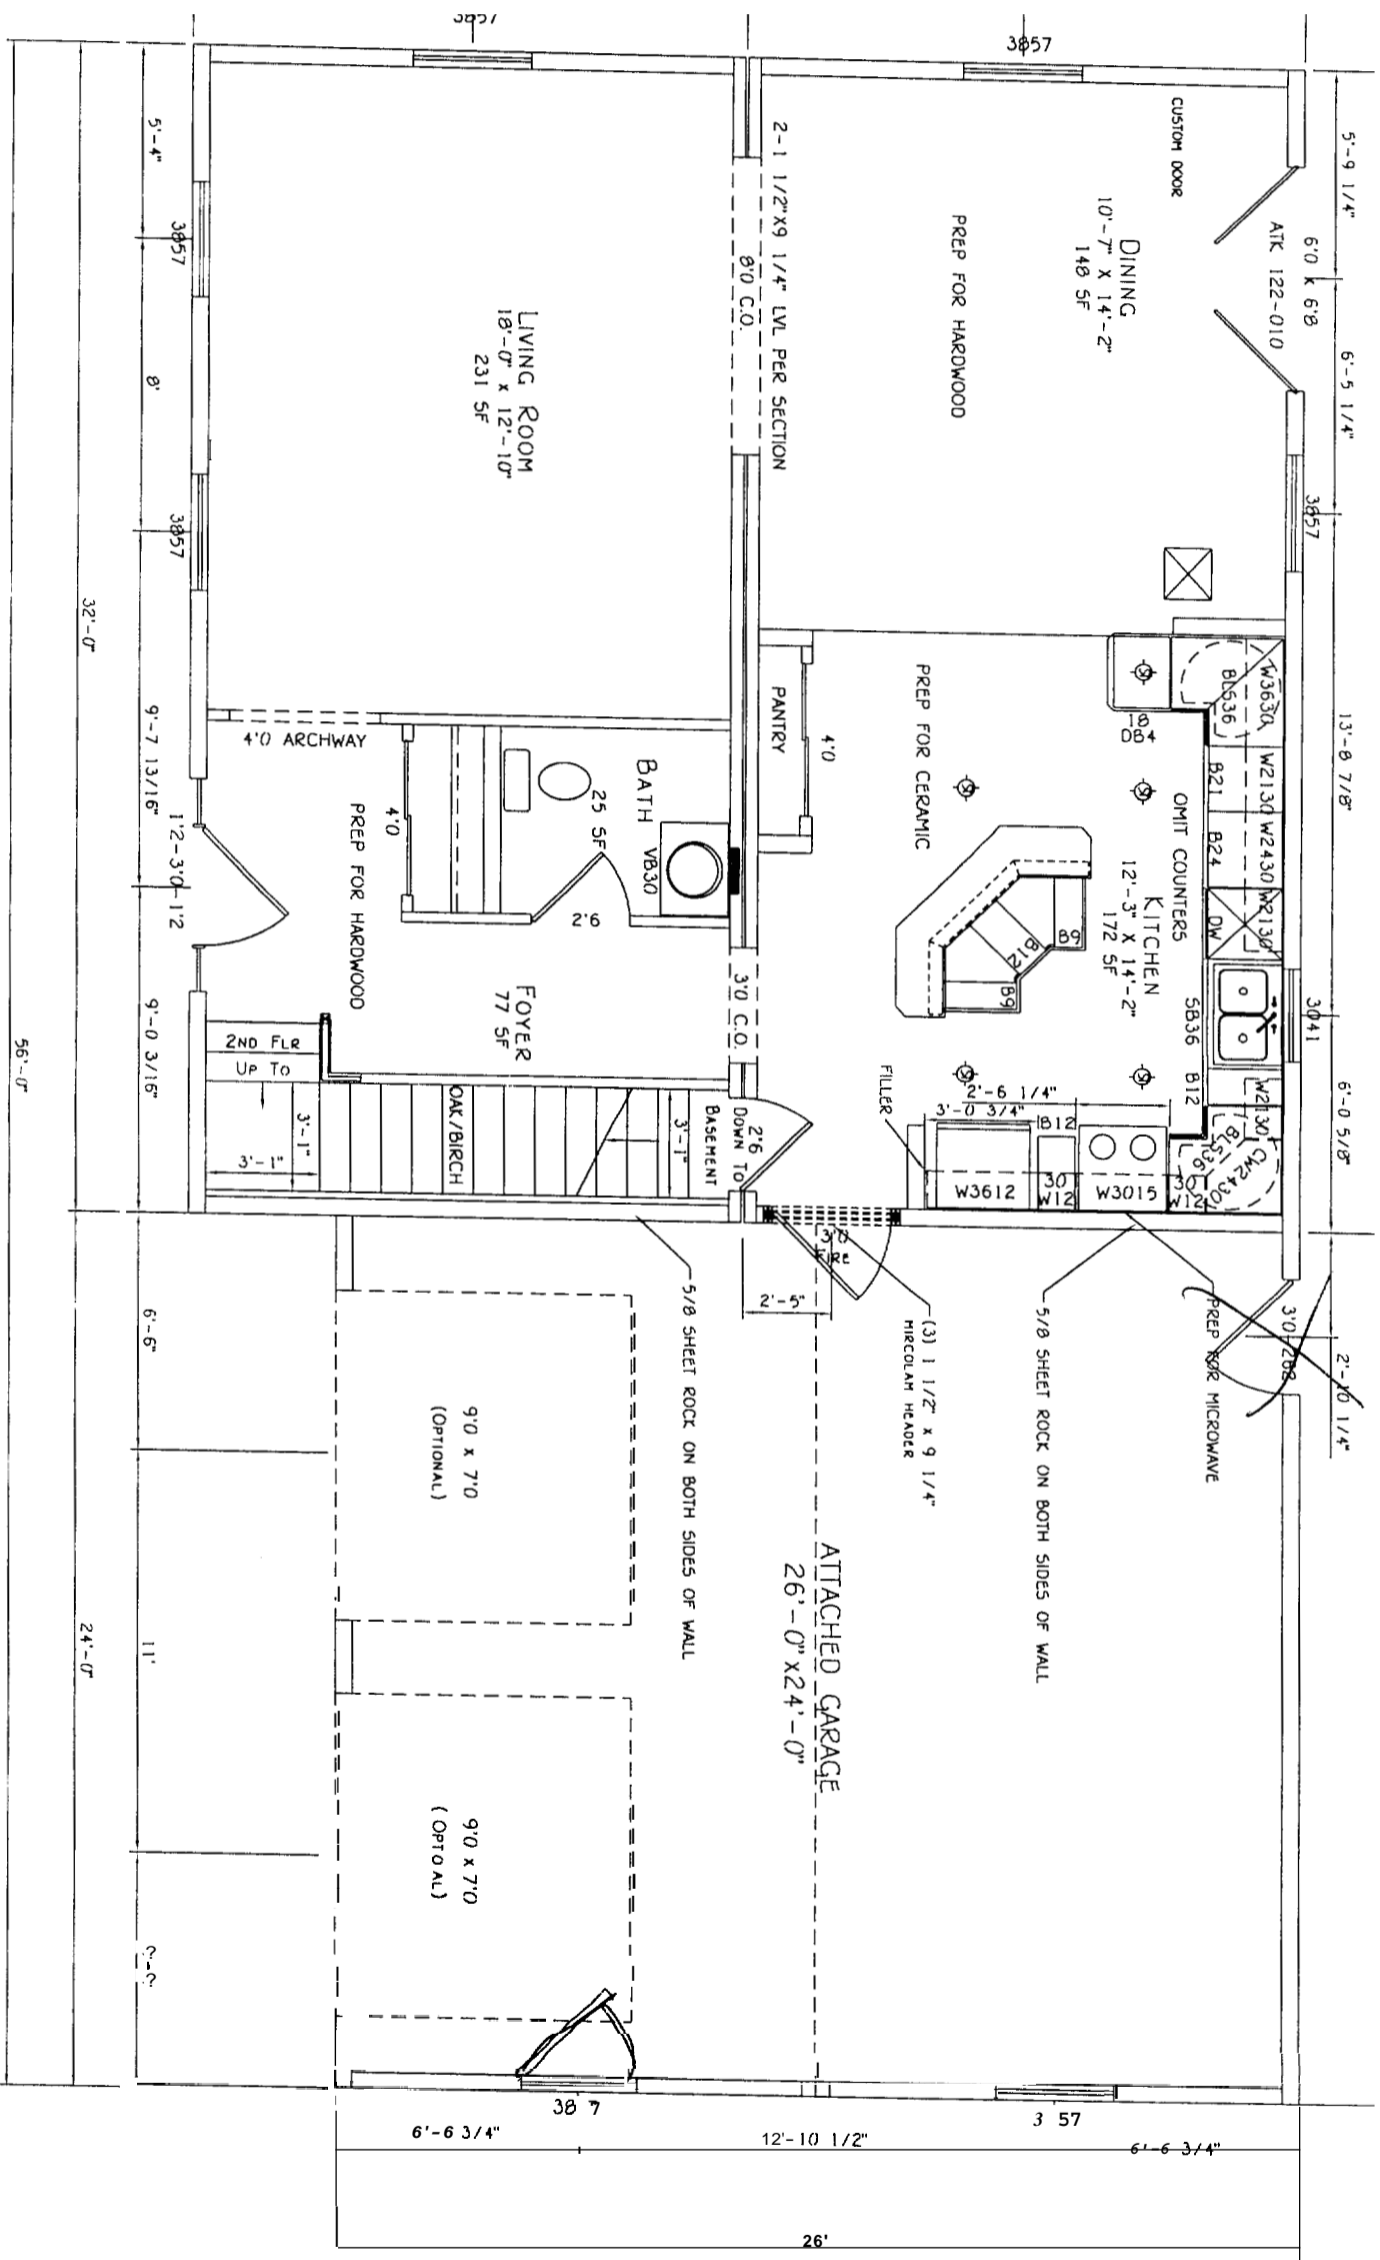 3857
3857
CUSTOM DOOR
ATK 122-010
6'0 x 6'8
5'-9 1/4"
6'-5 1/4"
3857
13'-8 7/8"
3041
6'-0 5/8"
2'-10 1/4"
DINING
10'-7" X 14'-2"
148 SF
PREP FOR HARDWOOD
2-1 1/2"X9 1/4" LVL PER SECTION
8'0 C.O.
LIVING ROOM
18'-0" x 12'-10"
231 SF
5'-4"
3857
8'
3857
9'-7 13/16"
1'2-3'0-1'2
9'-0 3/16"
32'-0"
56'-0"
4'0 ARCHWAY
4'0
PREP FOR HARDWOOD
BATH
25 SF
VB30
2'6
FOYER
77 SF
3'0 C.O.
PANTRY
4'0
PREP FOR CERAMIC
KITCHEN
12'-3" X 14'-2"
172 SF
OMIT COUNTERS
18
DB4
BLS36
B21
B24
DW
SB36
B12
BLS36
W2130
W2430
W2130
W2130
CW2430
B9
B12
B9
FILLER
2'-6 1/4"
3'-0 3/4"
B12
W3612
30
W12
W3015
30
W12
2ND FLR
UP TO
3'-1"
3'-1"
OAK/BIRCH
3'-1"
2'6
DOWN TO
BASEMENT
3'0
FIRE
2'-5"
(3) 1 1/2" x 9 1/4"
MIRCOLAM HEADER
5/8 SHEET ROCK ON BOTH SIDES OF WALL
5/8 SHEET ROCK ON BOTH SIDES OF WALL
PREP FOR MICROWAVE
ATTACHED GARAGE
26'-0"X24'-0"
9'0 x 7'0
(OPTIONAL)
9'0 x 7'0
(OPTO AL)
6'-6"
11'
?-?
24'-0"
38 7
3 57
6'-6 3/4"
12'-10 1/2"
6'-6 3/4"
26'